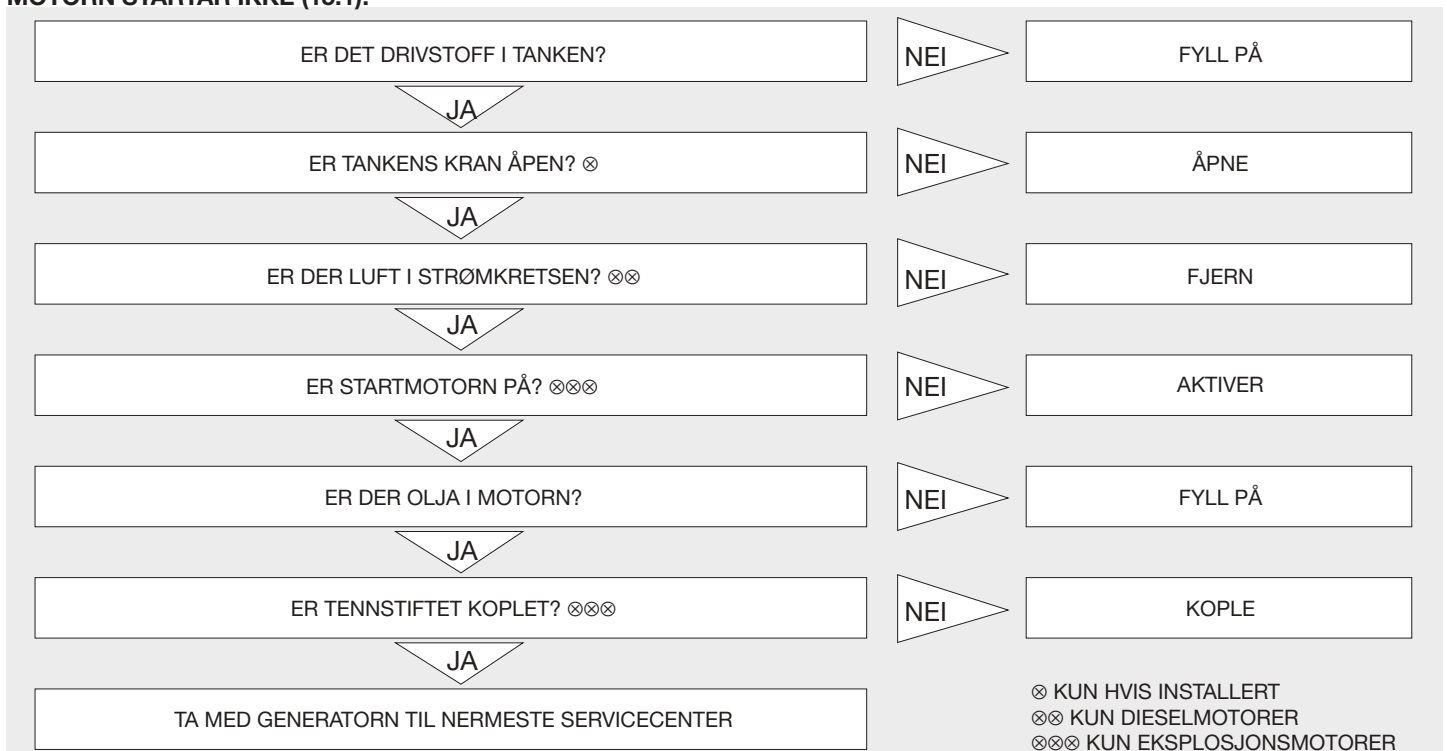 MOTORN STARTAR IKKE (16.1):
ER DET DRIVSTOFF I TANKEN?
NEI
FYLL PÅ
JA
ER TANKENS KRAN ÅPEN? ⊗
NEI
ÅPNE
JA
ER DER LUFT I STRØMKRETSEN? ⊗⊗
NEI
FJERN
JA
ER STARTMOTORN PÅ? ⊗⊗⊗
NEI
AKTIVER
JA
ER DER OLJA I MOTORN?
NEI
FYLL PÅ
JA
ER TENNSTIFTET KOPLET? ⊗⊗⊗
NEI
KOPLE
JA
TA MED GENERATORN TIL NERMESTE SERVICECENTER
⊗ KUN HVIS INSTALLERT
⊗⊗ KUN DIESELMOTORER
⊗⊗⊗ KUN EKSPLOSJONSMOTORER